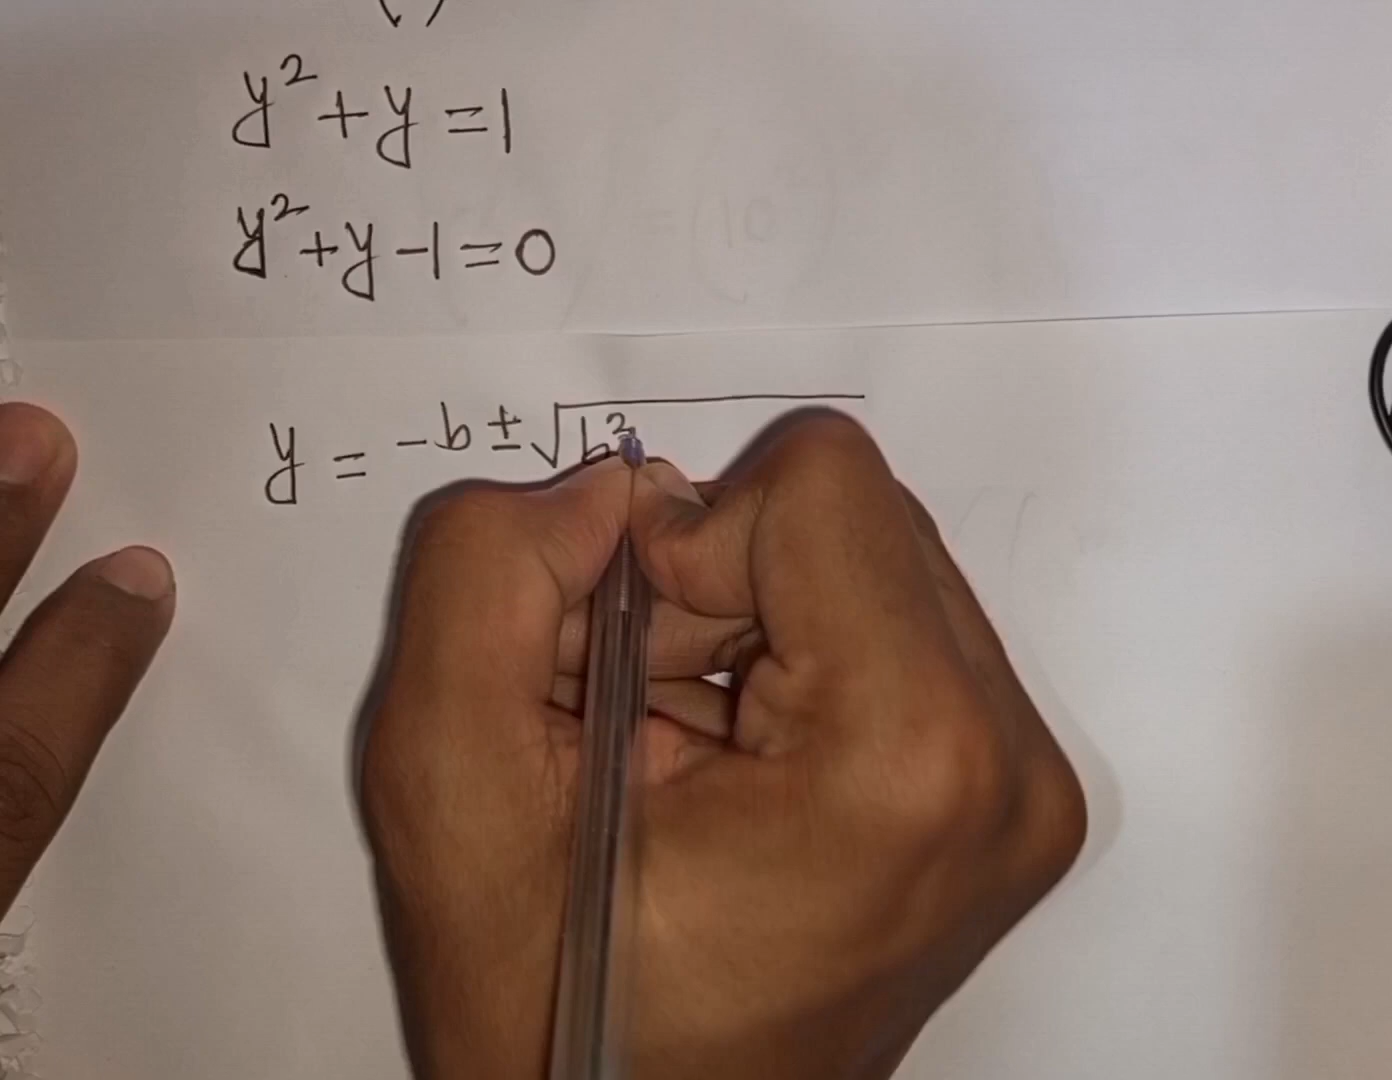 y²+y=1
y²+y-1=0
y = -b±√b²